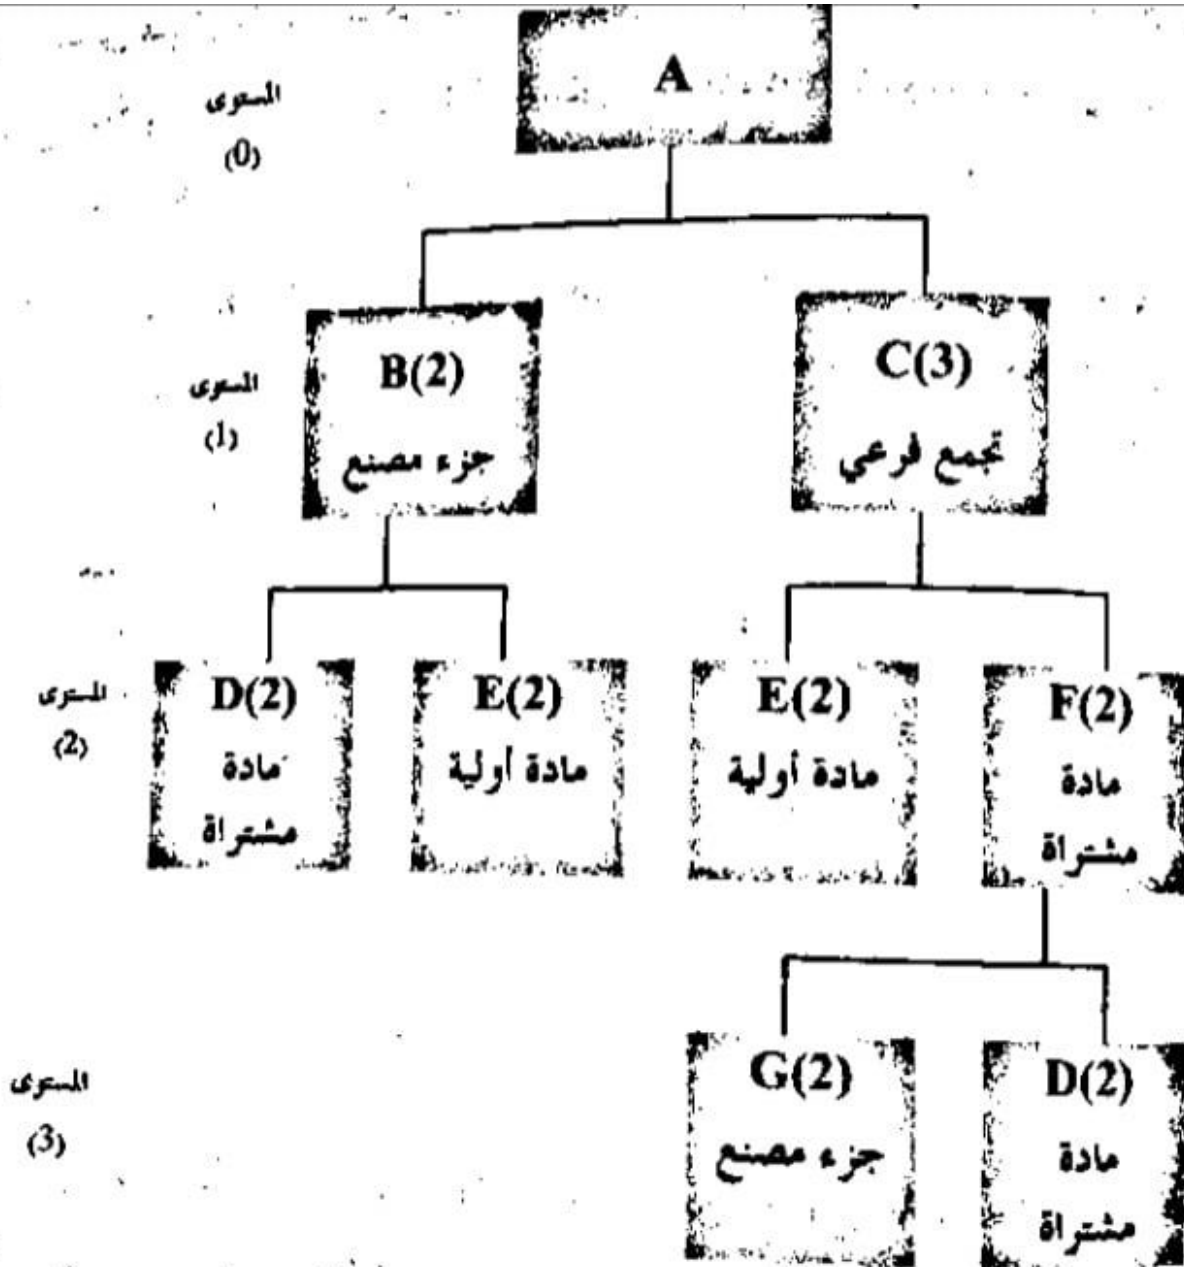 A
المستوى
(0)
B(2)
جزء مصنع
C(3)
تجمع فرعي
المستوى
(1)
D(2)
مادة
مشتراة
E(2)
مادة أولية
E(2)
مادة أولية
F(2)
مادة
مشتراة
المستوى
(2)
G(2)
جزء مصنع
D(2)
مادة
مشتراة
المستوى
(3)